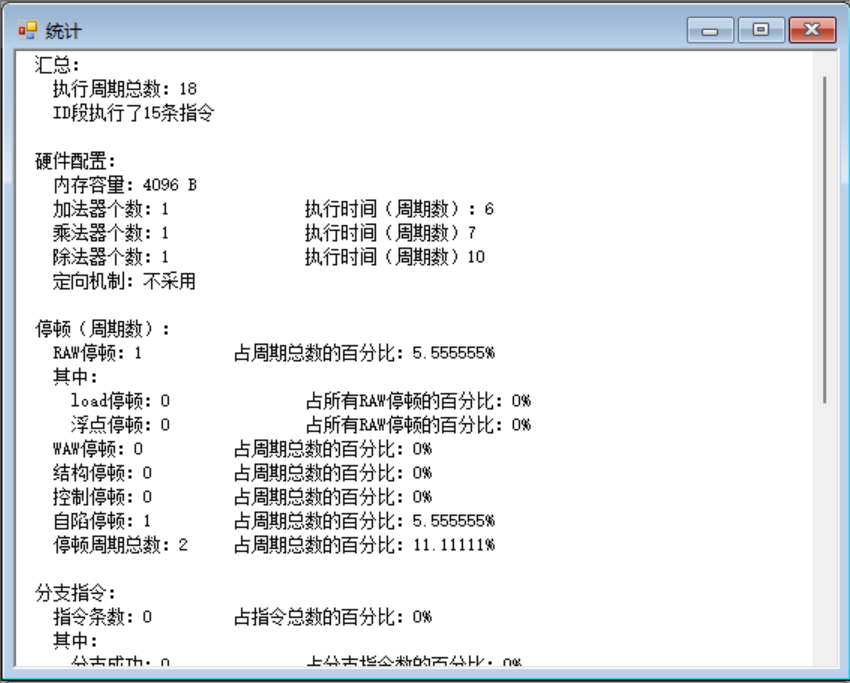 统计
汇总:
执行周期总数: 18
ID段执行了15条指令
硬件配置:
内存容量: 4096 B
加法器个数: 1 执行时间（周期数）: 6
乘法器个数: 1 执行时间（周期数）7
除法器个数: 1 执行时间（周期数）10
定向机制: 不采用
停顿（周期数）:
RAW停顿: 1 占周期总数的百分比: 5.555555%
其中:
load停顿: 0 占所有RAW停顿的百分比: 0%
浮点停顿: 0 占所有RAW停顿的百分比: 0%
WAW停顿: 0 占周期总数的百分比: 0%
结构停顿: 0 占周期总数的百分比: 0%
控制停顿: 0 占周期总数的百分比: 0%
自陷停顿: 1 占周期总数的百分比: 5.555555%
停顿周期总数: 2 占周期总数的百分比: 11.11111%
分支指令:
指令条数: 0 占指令总数的百分比: 0%
其中:
分支成功: 0 占分支指令数的百分比: 0%